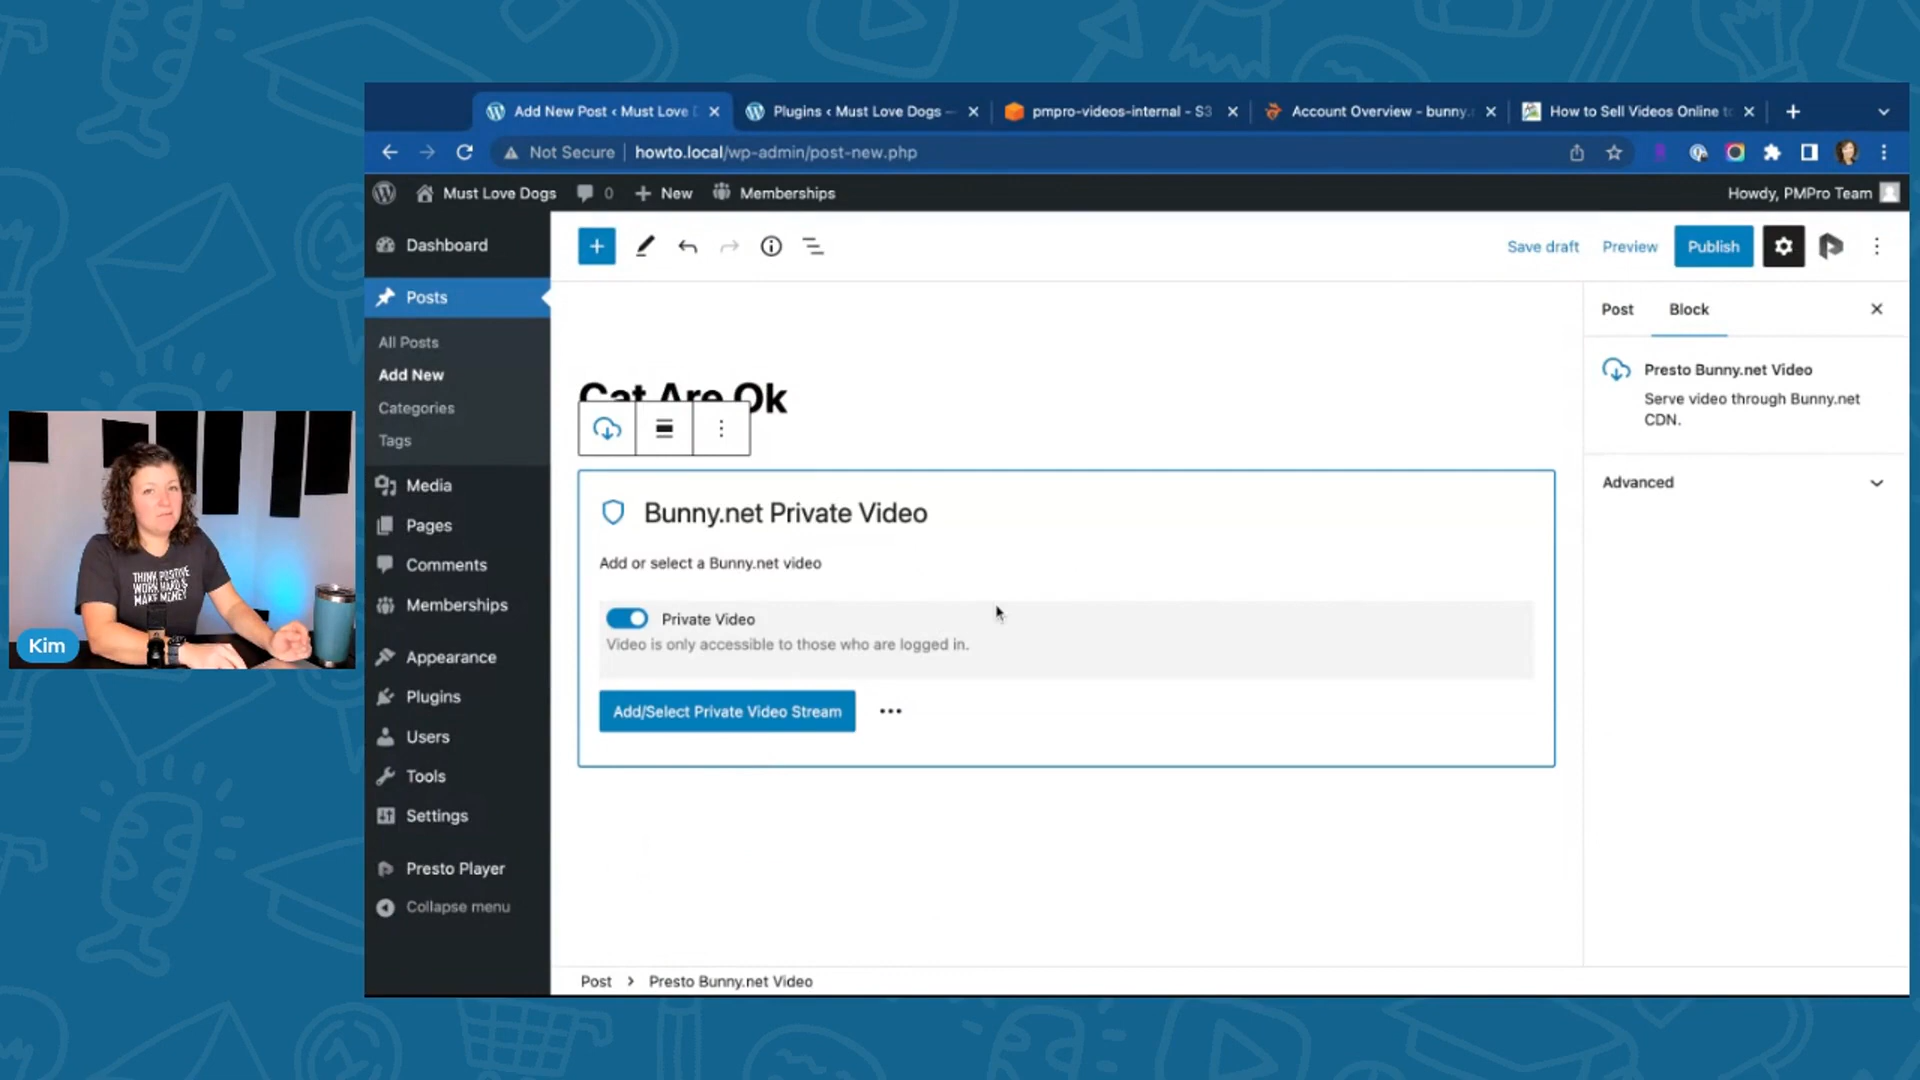 Add New Post ‹ Must Love D
Plugins ‹ Must Love Dogs —
pmpro-videos-internal - S3
Account Overview - bunny.
How to Sell Videos Online to
Not Secure
howto.local/wp-admin/post-new.php
Must Love Dogs
0
New
Memberships
Howdy, PMPro Team
Dashboard
Posts
All Posts
Add New
Categories
Tags
Media
Pages
Comments
Memberships
Appearance
Plugins
Users
Tools
Settings
Presto Player
Collapse menu
Save draft
Preview
Publish
Cat Are Ok
Bunny.net Private Video
Add or select a Bunny.net video
Private Video
Video is only accessible to those who are logged in.
Add/Select Private Video Stream
Post
Block
Presto Bunny.net Video
Serve video through Bunny.net
CDN.
Advanced
Post
Presto Bunny.net Video
THINK POSITIVE
WORK HARD &
MAKE MONEY
Kim